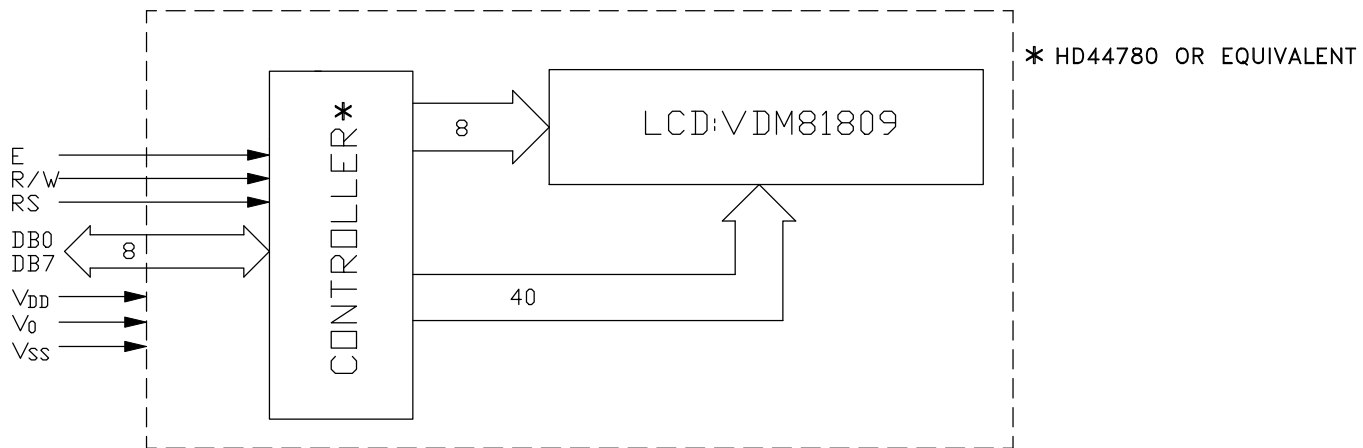 * HD44780 OR EQUIVALENT
CONTROLLER*
8
LCD:VDM81809
E
R/W
RS
DB0
DB7
8
VDD
V0
VSS
40